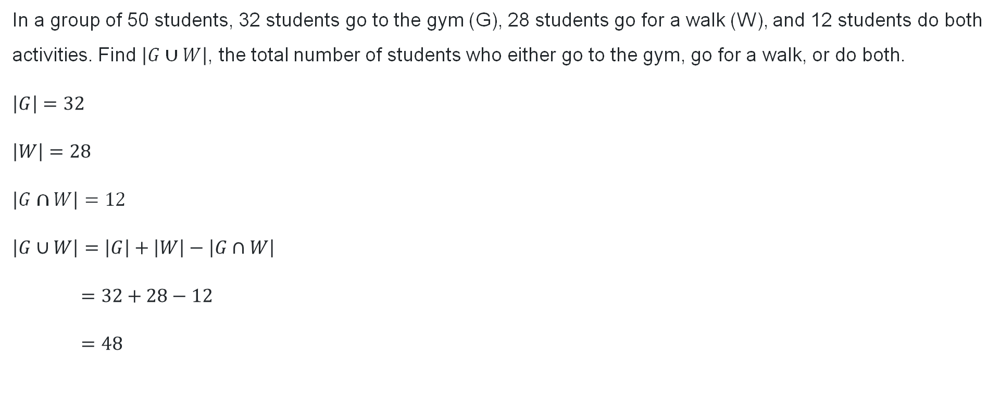 In a group of 50 students, 32 students go to the gym (G), 28 students go for a walk (W), and 12 students do both
activities. Find |𝐺 ∪ 𝑊|, the total number of students who either go to the gym, go for a walk, or do both.
|𝐺| = 32
|𝑊| = 28
|𝐺 ∩ 𝑊| = 12
|𝐺 ∪ 𝑊| = |𝐺| + |𝑊| − |𝐺 ∩ 𝑊|
= 32 + 28 − 12
= 48